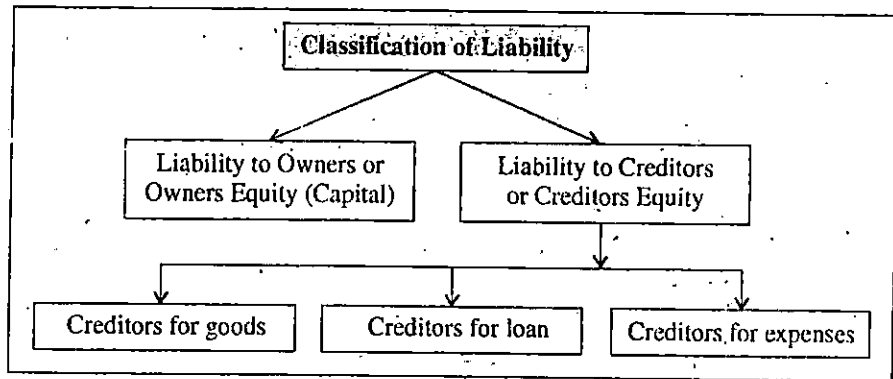 Classification of Liability
Liability to Owners or
Owners Equity (Capital)
Liability to Creditors
or Creditors Equity
Creditors for goods
Creditors for loan
Creditors for expenses